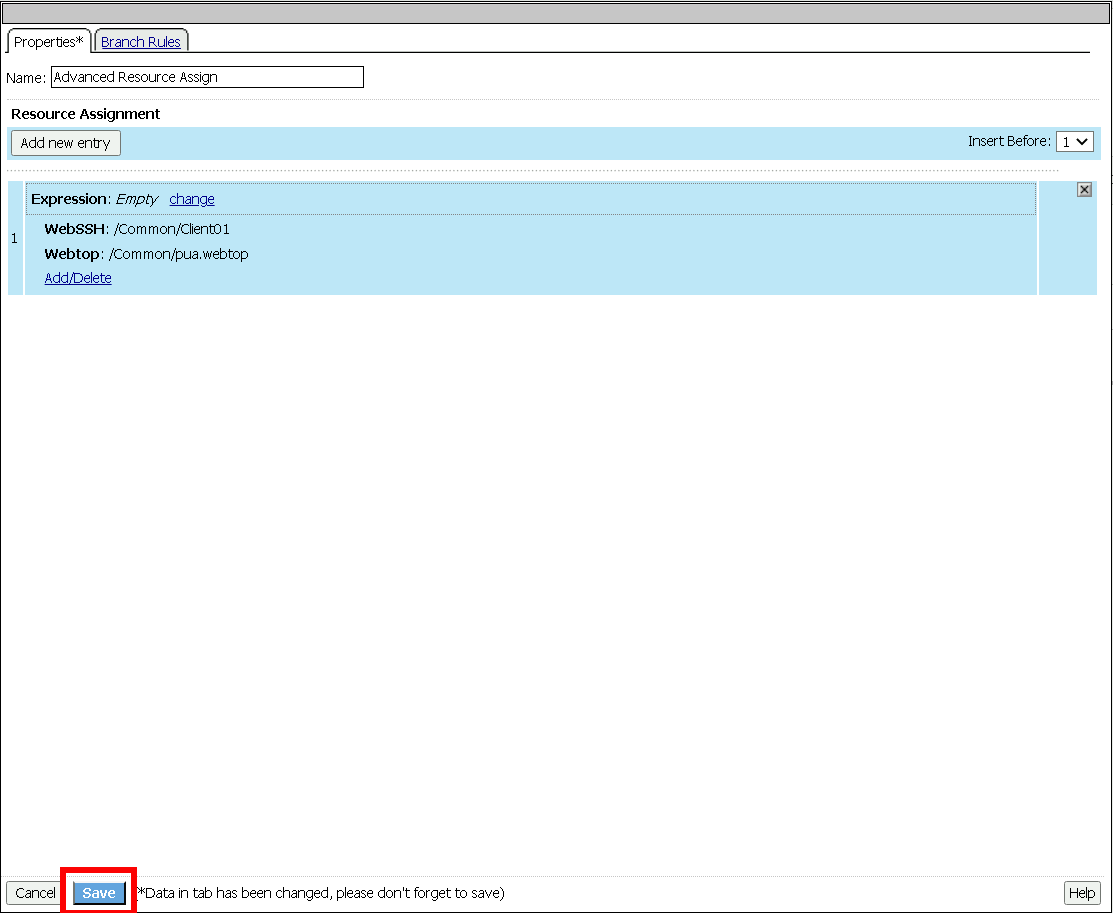 Properties* Branch Rules
Name: Advanced Resource Assign
Resource Assignment
Add new entry Insert Before: 1
Expression: Empty change
1
WebSSH: /Common/Client01
Webtop: /Common/pua.webtop
Add/Delete
Cancel Save *Data in tab has been changed, please don't forget to save) Help